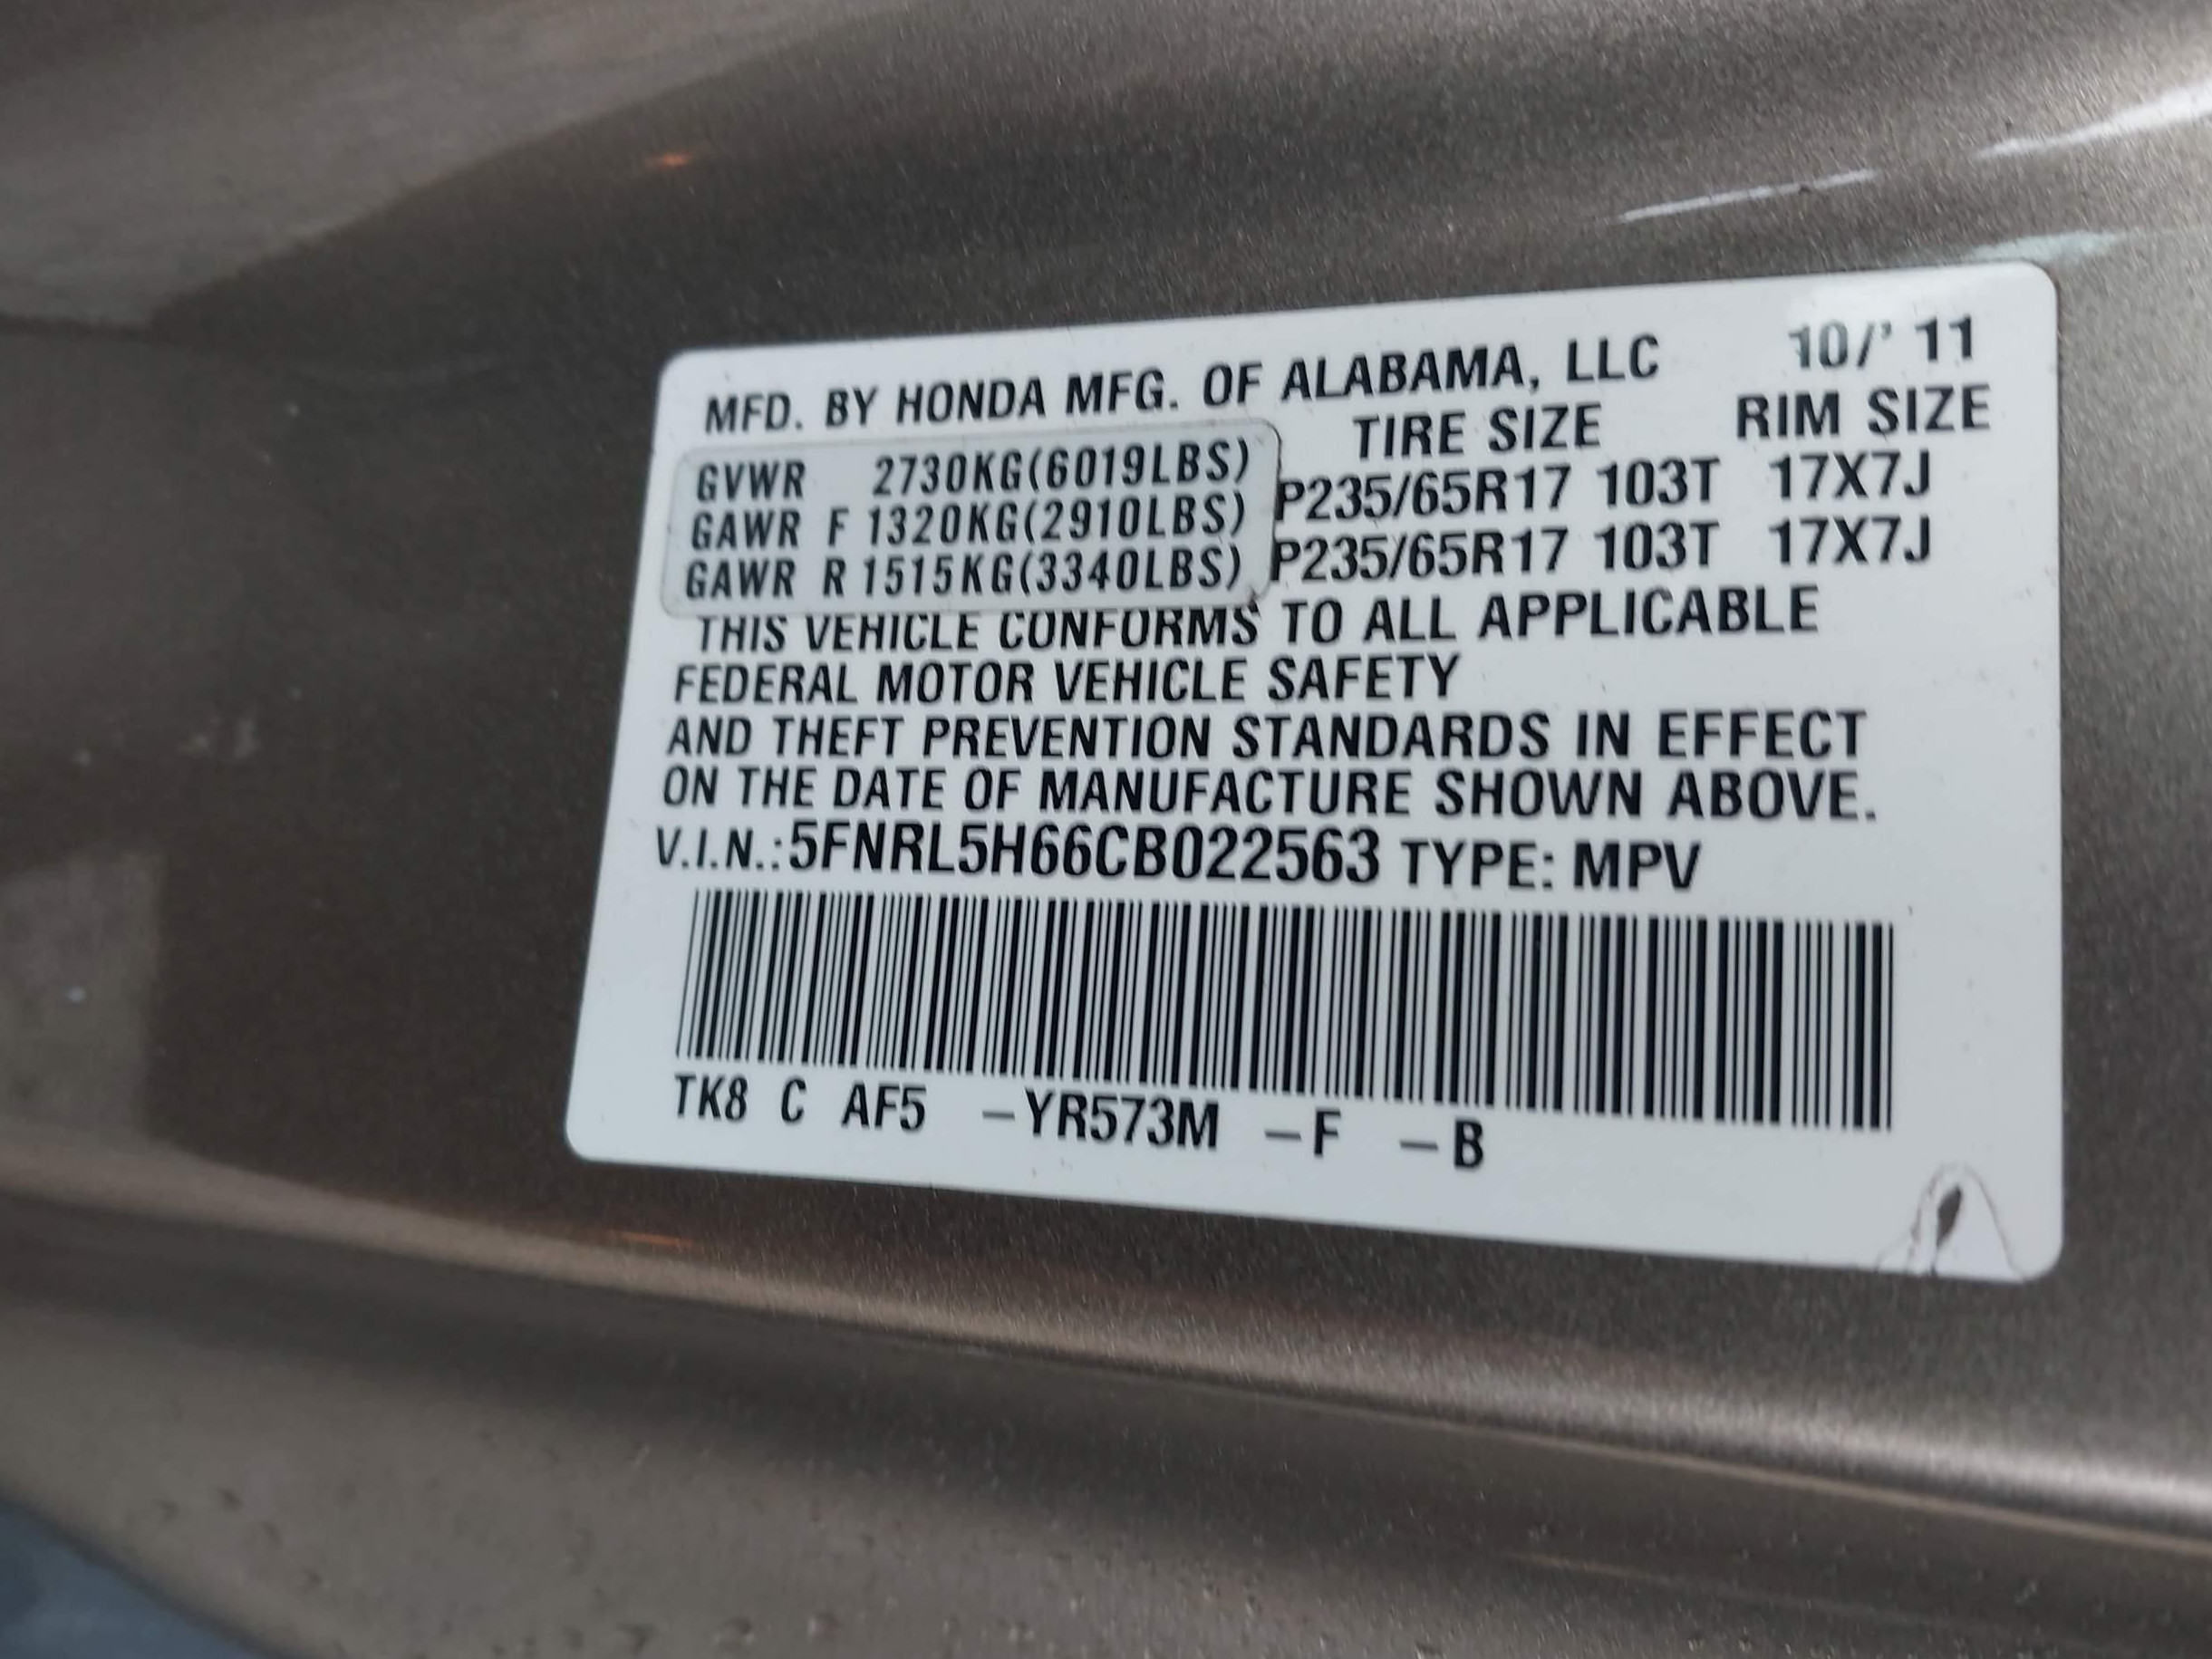 MFD. BY HONDA MFG. OF ALABAMA, LLC 10/' 11
TIRE SIZE RIM SIZE
GVWR 2730KG(6019LBS)
GAWR F 1320KG(2910LBS) P235/65R17 103T 17X7J
GAWR R 1515KG(3340LBS) P235/65R17 103T 17X7J
THIS VEHICLE CONFORMS TO ALL APPLICABLE
FEDERAL MOTOR VEHICLE SAFETY
AND THEFT PREVENTION STANDARDS IN EFFECT
ON THE DATE OF MANUFACTURE SHOWN ABOVE.
V.I.N.:5FNRL5H66CB022563 TYPE: MPV
TK8 C AF5 –YR573M –F –B